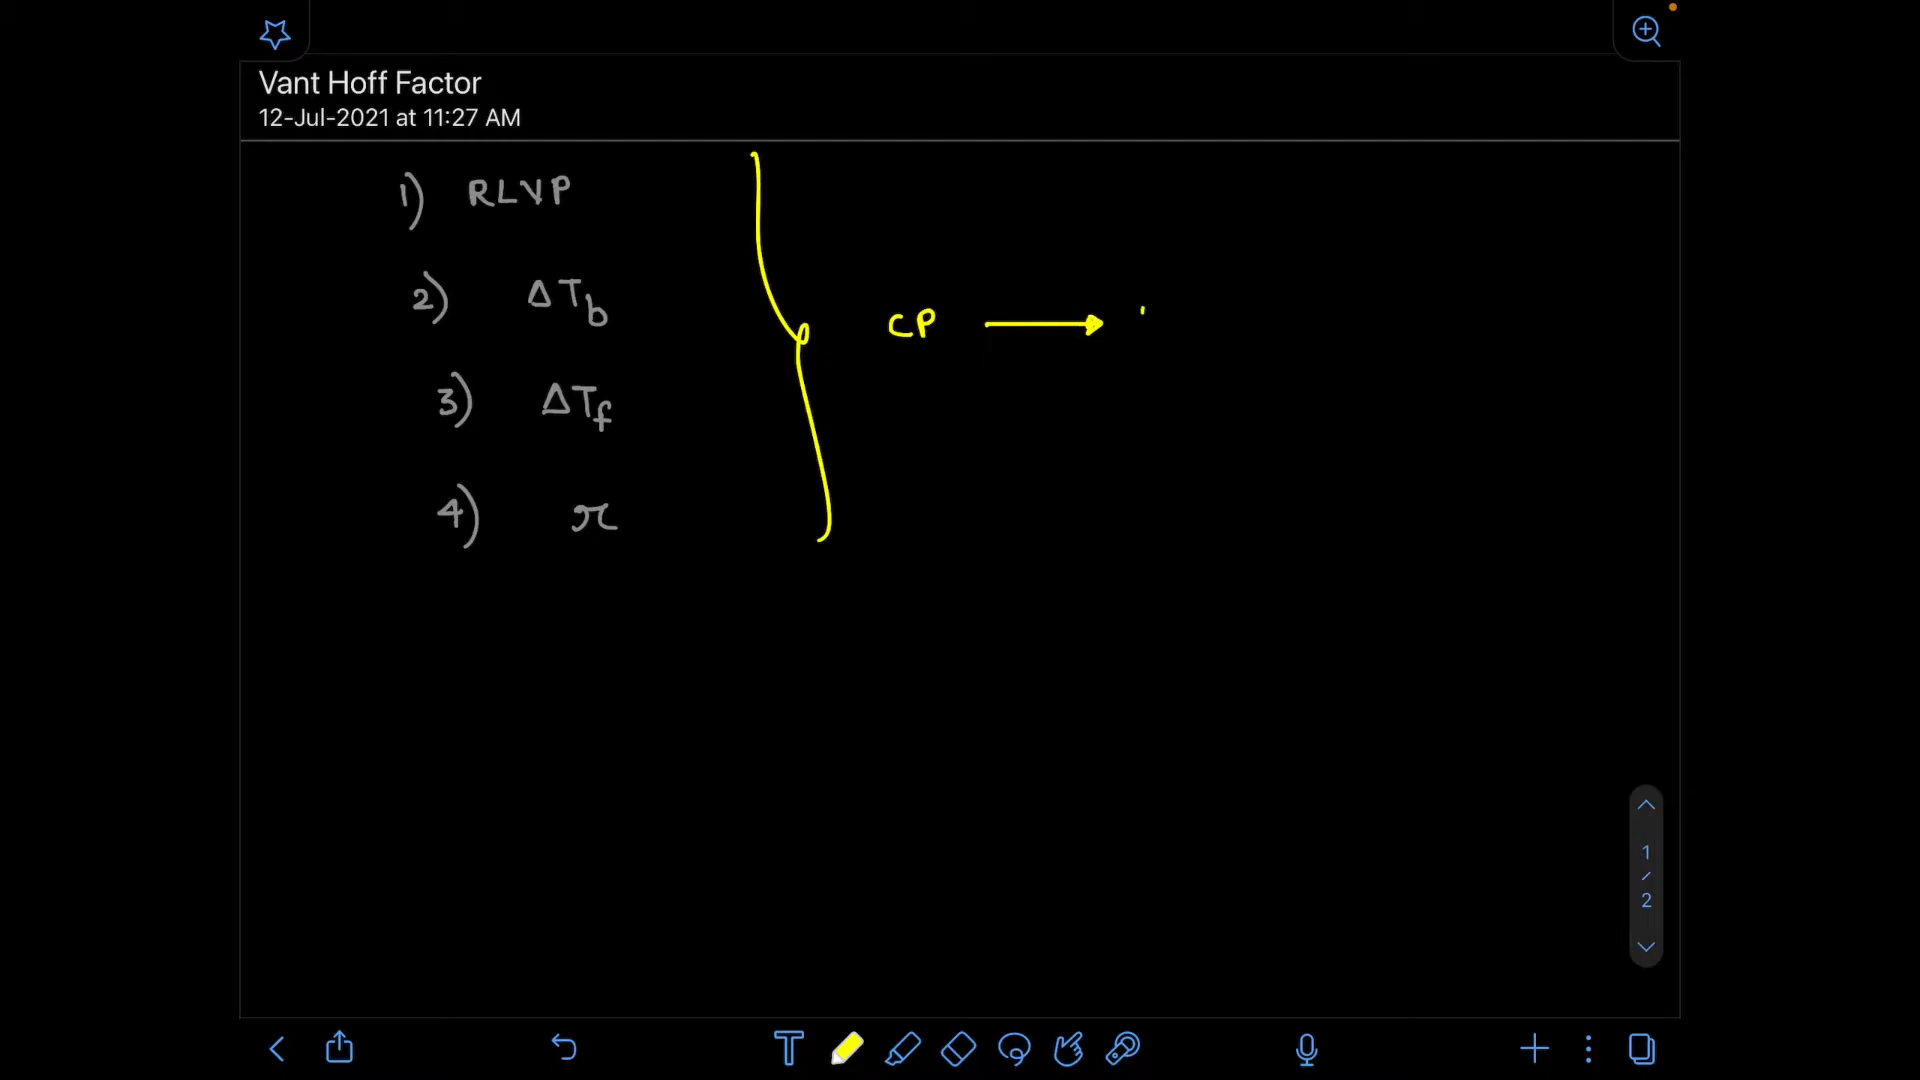 Vant Hoff Factor
12-Jul-2021 at 11:27 AM
1) RLVP
2) ΔTb
3) ΔTf
4) π
CP →
1
/
2